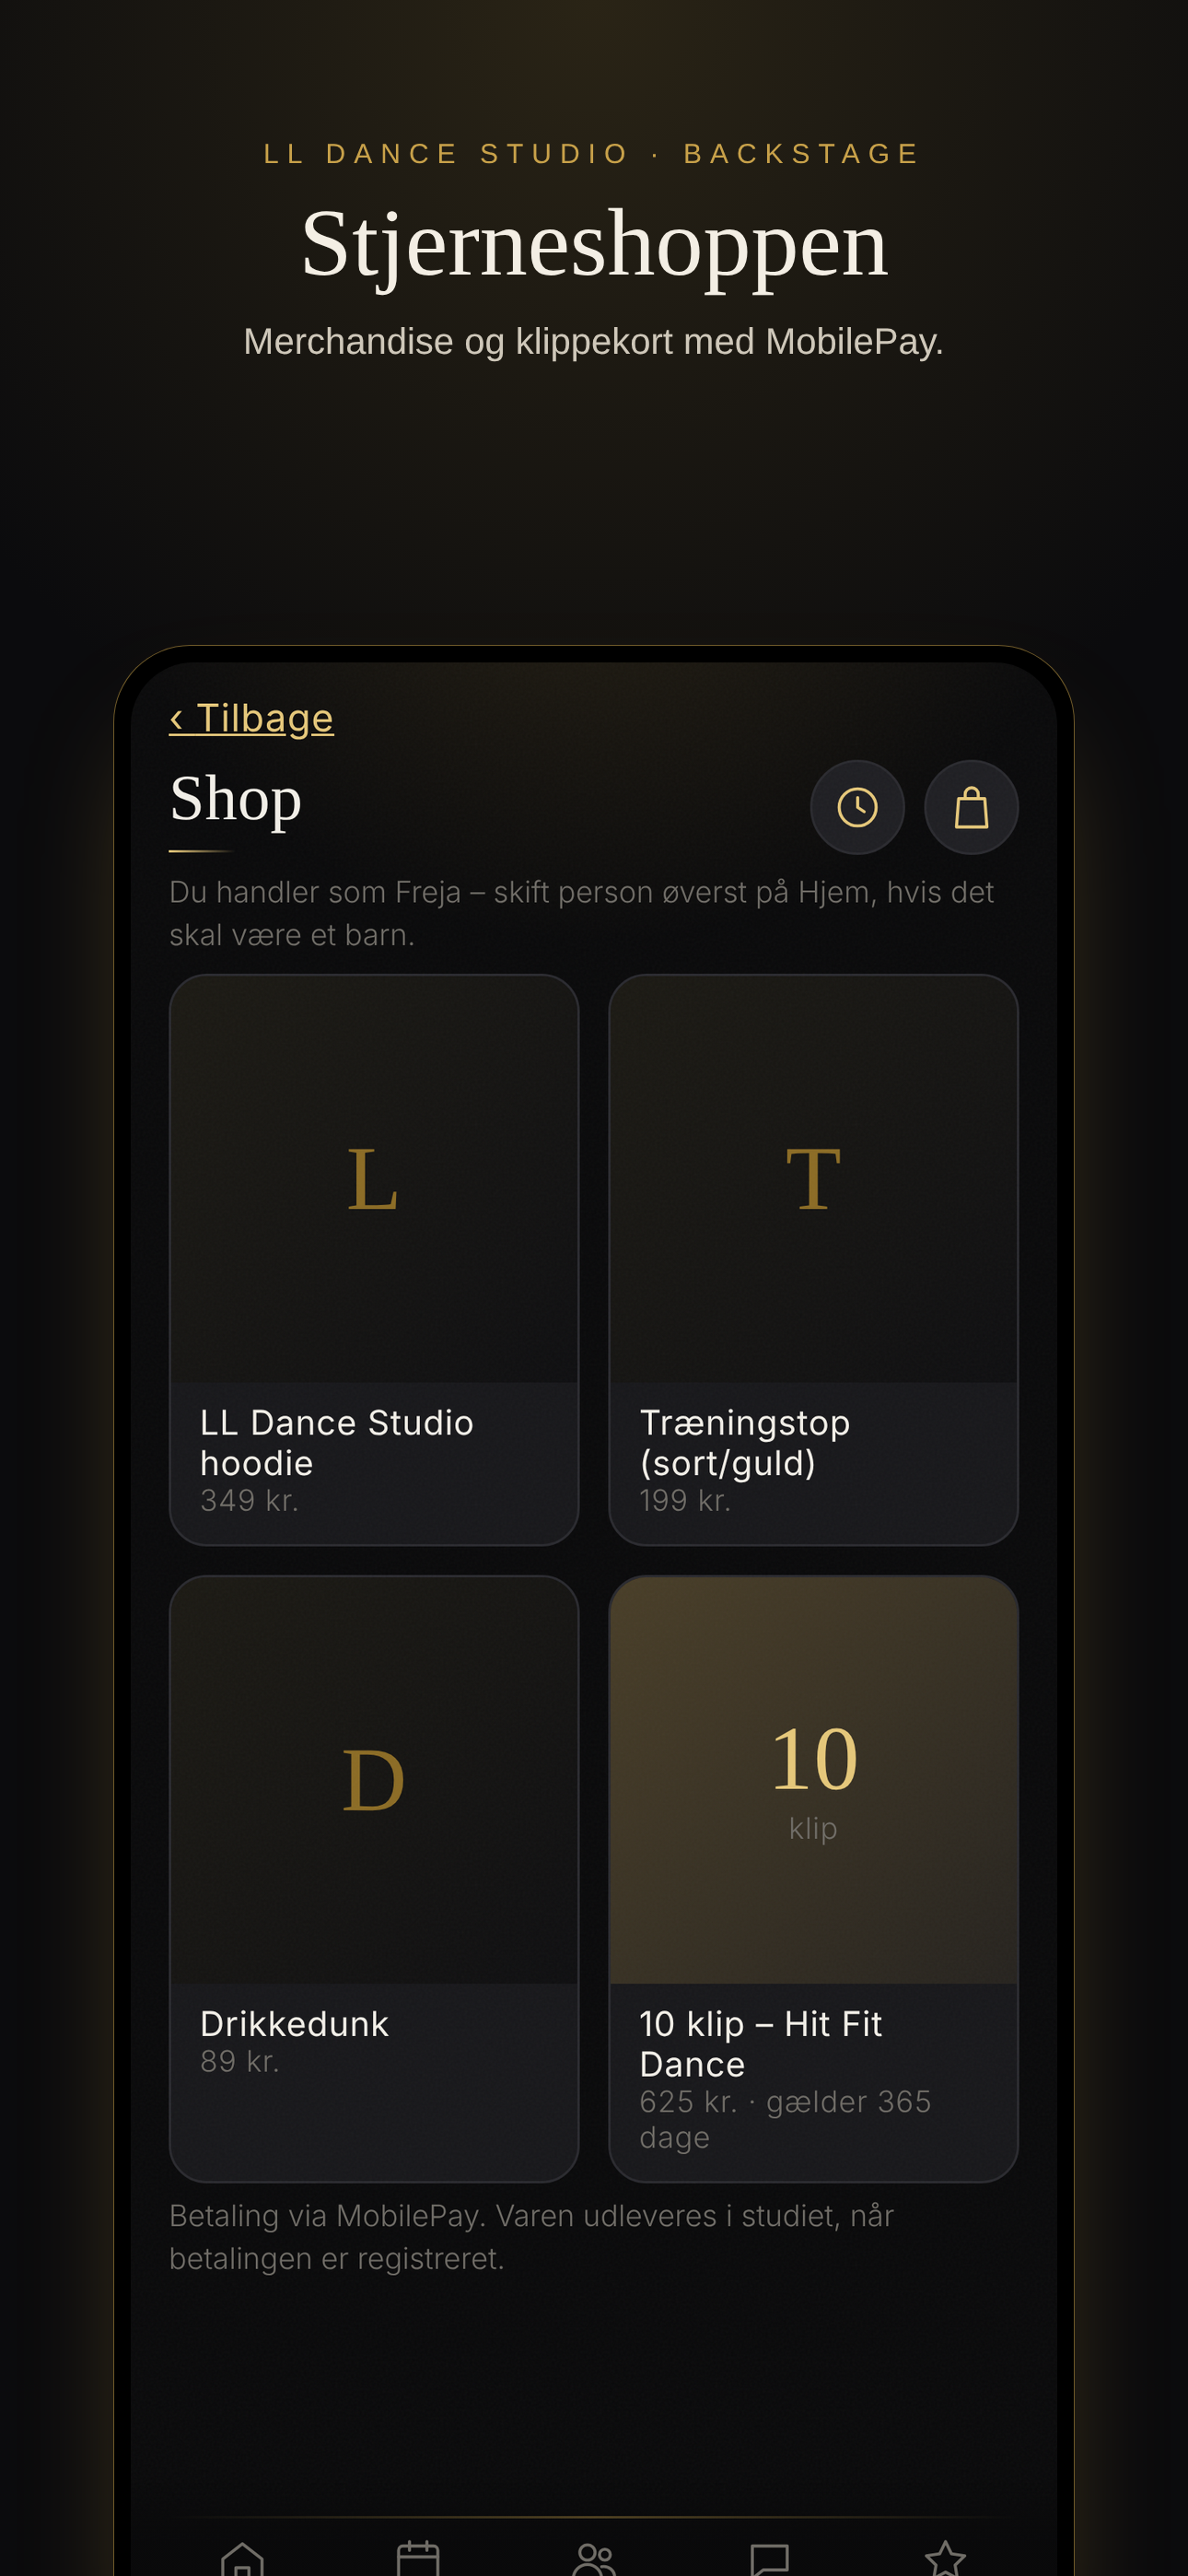 LL DANCE STUDIO · BACKSTAGE
Stjerneshoppen
Merchandise og klippekort med MobilePay.
‹ Tilbage
Shop
Du handler som Freja – skift person øverst på Hjem, hvis det
skal være et barn.
L
T
LL Dance Studio
hoodie
349 kr.
Træningstop
(sort/guld)
199 kr.
D
10
klip
Drikkedunk
89 kr.
10 klip – Hit Fit
Dance
625 kr. · gælder 365
dage
Betaling via MobilePay. Varen udleveres i studiet, når
betalingen er registreret.